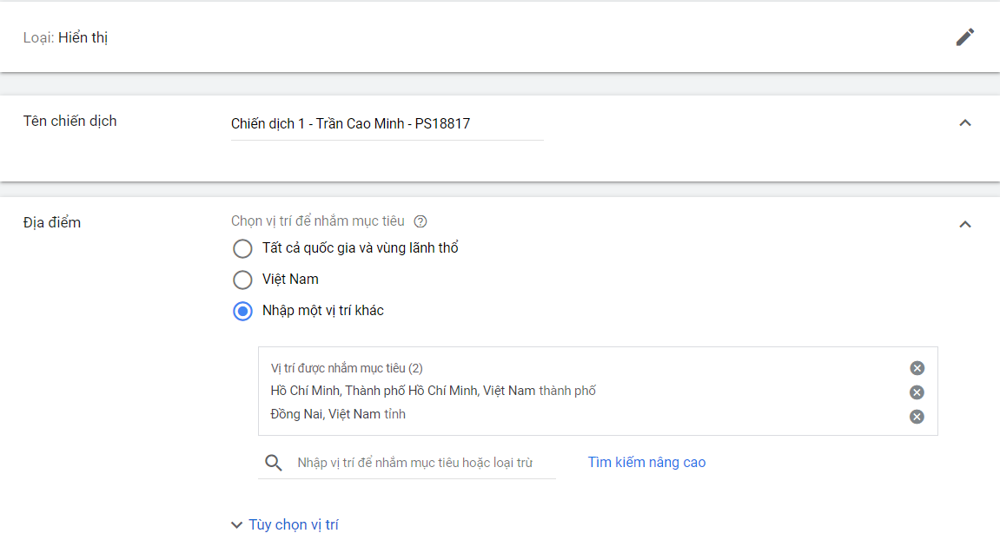 Loại: Hiển thị
Tên chiến dịch
Chiến dịch 1 - Trần Cao Minh - PS18817
Địa điểm
Chọn vị trí để nhắm mục tiêu ?
Tất cả quốc gia và vùng lãnh thổ
Việt Nam
Nhập một vị trí khác
Vị trí được nhắm mục tiêu (2)
Hồ Chí Minh, Thành phố Hồ Chí Minh, Việt Nam thành phố
Đồng Nai, Việt Nam tỉnh
Nhập vị trí để nhắm mục tiêu hoặc loại trừ Tìm kiếm nâng cao
Tùy chọn vị trí